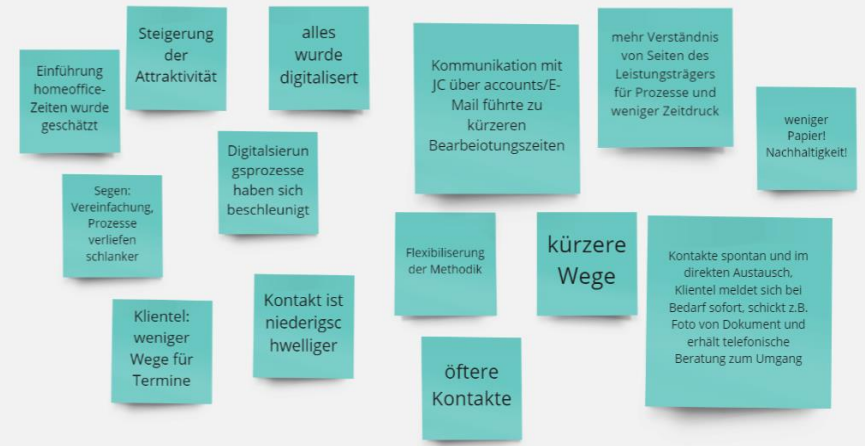 Einführung
homeoffice-
Zeiten wurde
geschätzt
Steigerung
der
Attraktivität
alles
wurde
digitalisert
Kommunikation mit
JC über accounts/E-
Mail führte zu
kürzeren
Bearbeiotungszeiten
mehr Verständnis
von Seiten des
Leistungsträgers
für Prozesse und
weniger Zeitdruck
weniger
Papier!
Nachhaltigkeit!
Digitalsierun
gsprozesse
haben sich
beschleunigt
Segen:
Vereinfachung,
Prozesse
verliefen
schlanker
Flexibiliserung
der Methodik
kürzere
Wege
Kontakte spontan und im
direkten Austausch,
Klientel meldet sich bei
Bedarf sofort, schickt z.B.
Foto von Dokument und
erhält telefonische
Beratung zum Umgang
Klientel:
weniger
Wege für
Termine
Kontakt ist
niederigsc
hwelliger
öftere
Kontakte